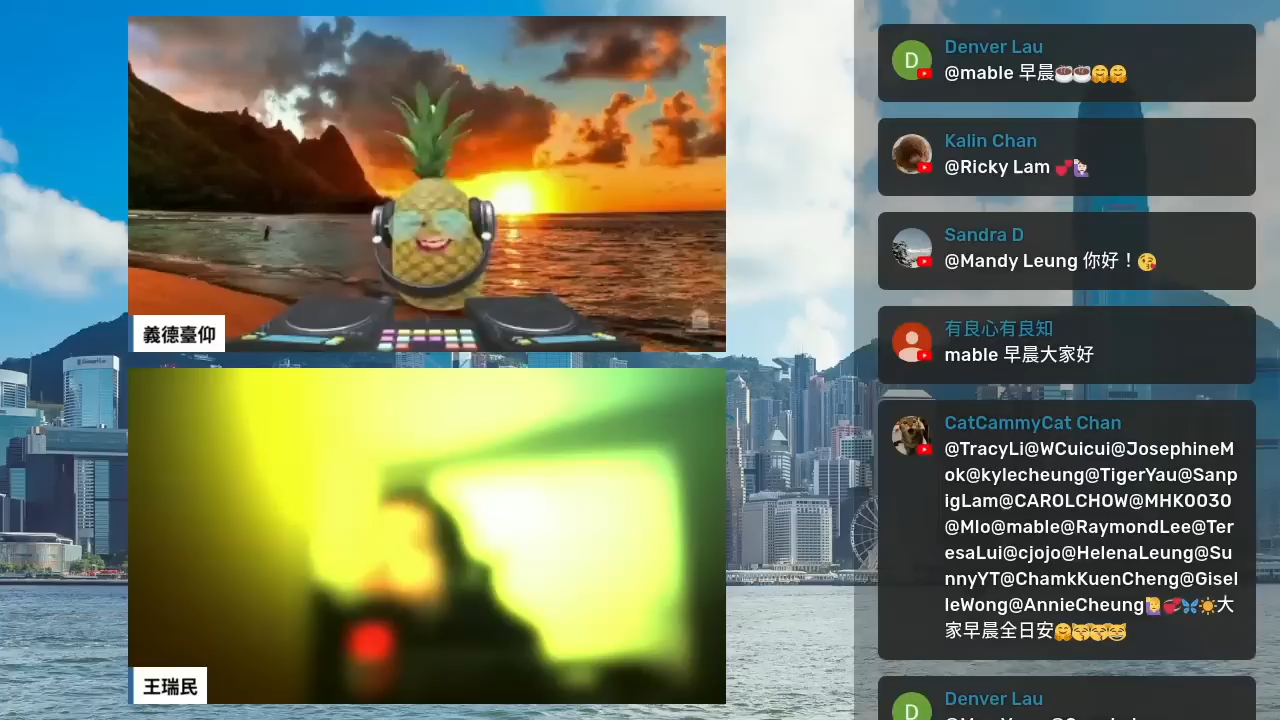 義德臺仰
王瑞民
Denver Lau
@mable 早晨☕☕🤗🤗
Kalin Chan
@Ricky Lam 💞🙋🏻‍♀️
Sandra D
@Mandy Leung 你好！😘
有良心有良知
mable 早晨大家好
CatCammyCat Chan
@TracyLi@WCuicui@JosephineM
ok@kylecheung@TigerYau@Sanp
igLam@CAROLCHOW@MHK0030
@Mlo@mable@RaymondLee@Ter
esaLui@cjojo@HelenaLeung@Su
nnyYT@ChamkKuenCheng@Gisel
leWong@AnnieCheung🙋💞🦋☀️大
家早晨全日安🤗😽😽😸
Denver Lau